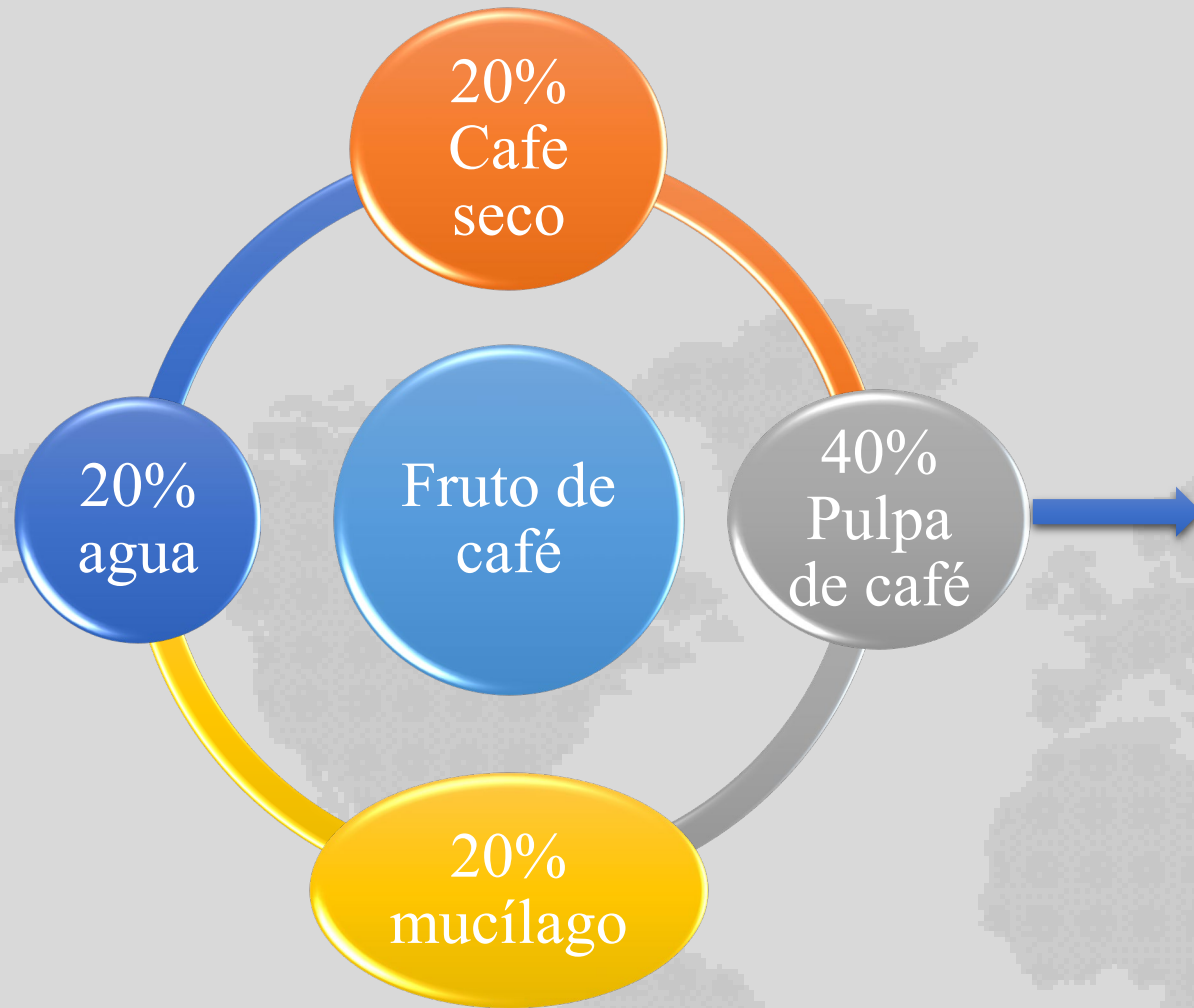 20%
Cafe
seco
20%
agua
Fruto de
café
40%
Pulpa
de café
20%
mucílago